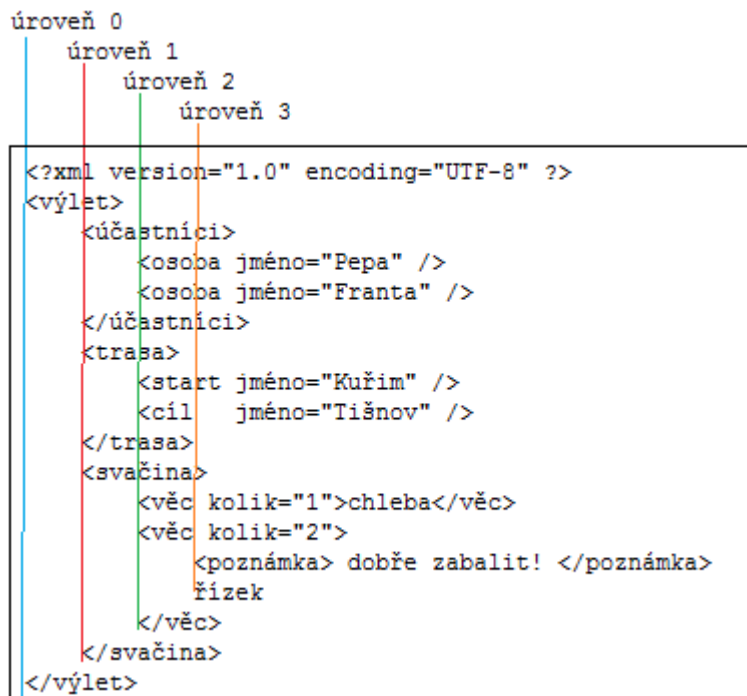 úroveň 0
úroveň 1
úroveň 2
úroveň 3
<?xml version="1.0" encoding="UTF-8" ?>
<výlet>
<účastníci>
<osoba jméno="Pepa" />
<osoba jméno="Franta" />
</účastníci>
<trasa>
<start jméno="Kuřim" />
<cíl   jméno="Tišnov" />
</trasa>
<svačina>
<věc kolik="1">chleba</věc>
<věc kolik="2">
<poznámka> dobře zabalit! </poznámka>
řízek
</věc>
</svačina>
</výlet>